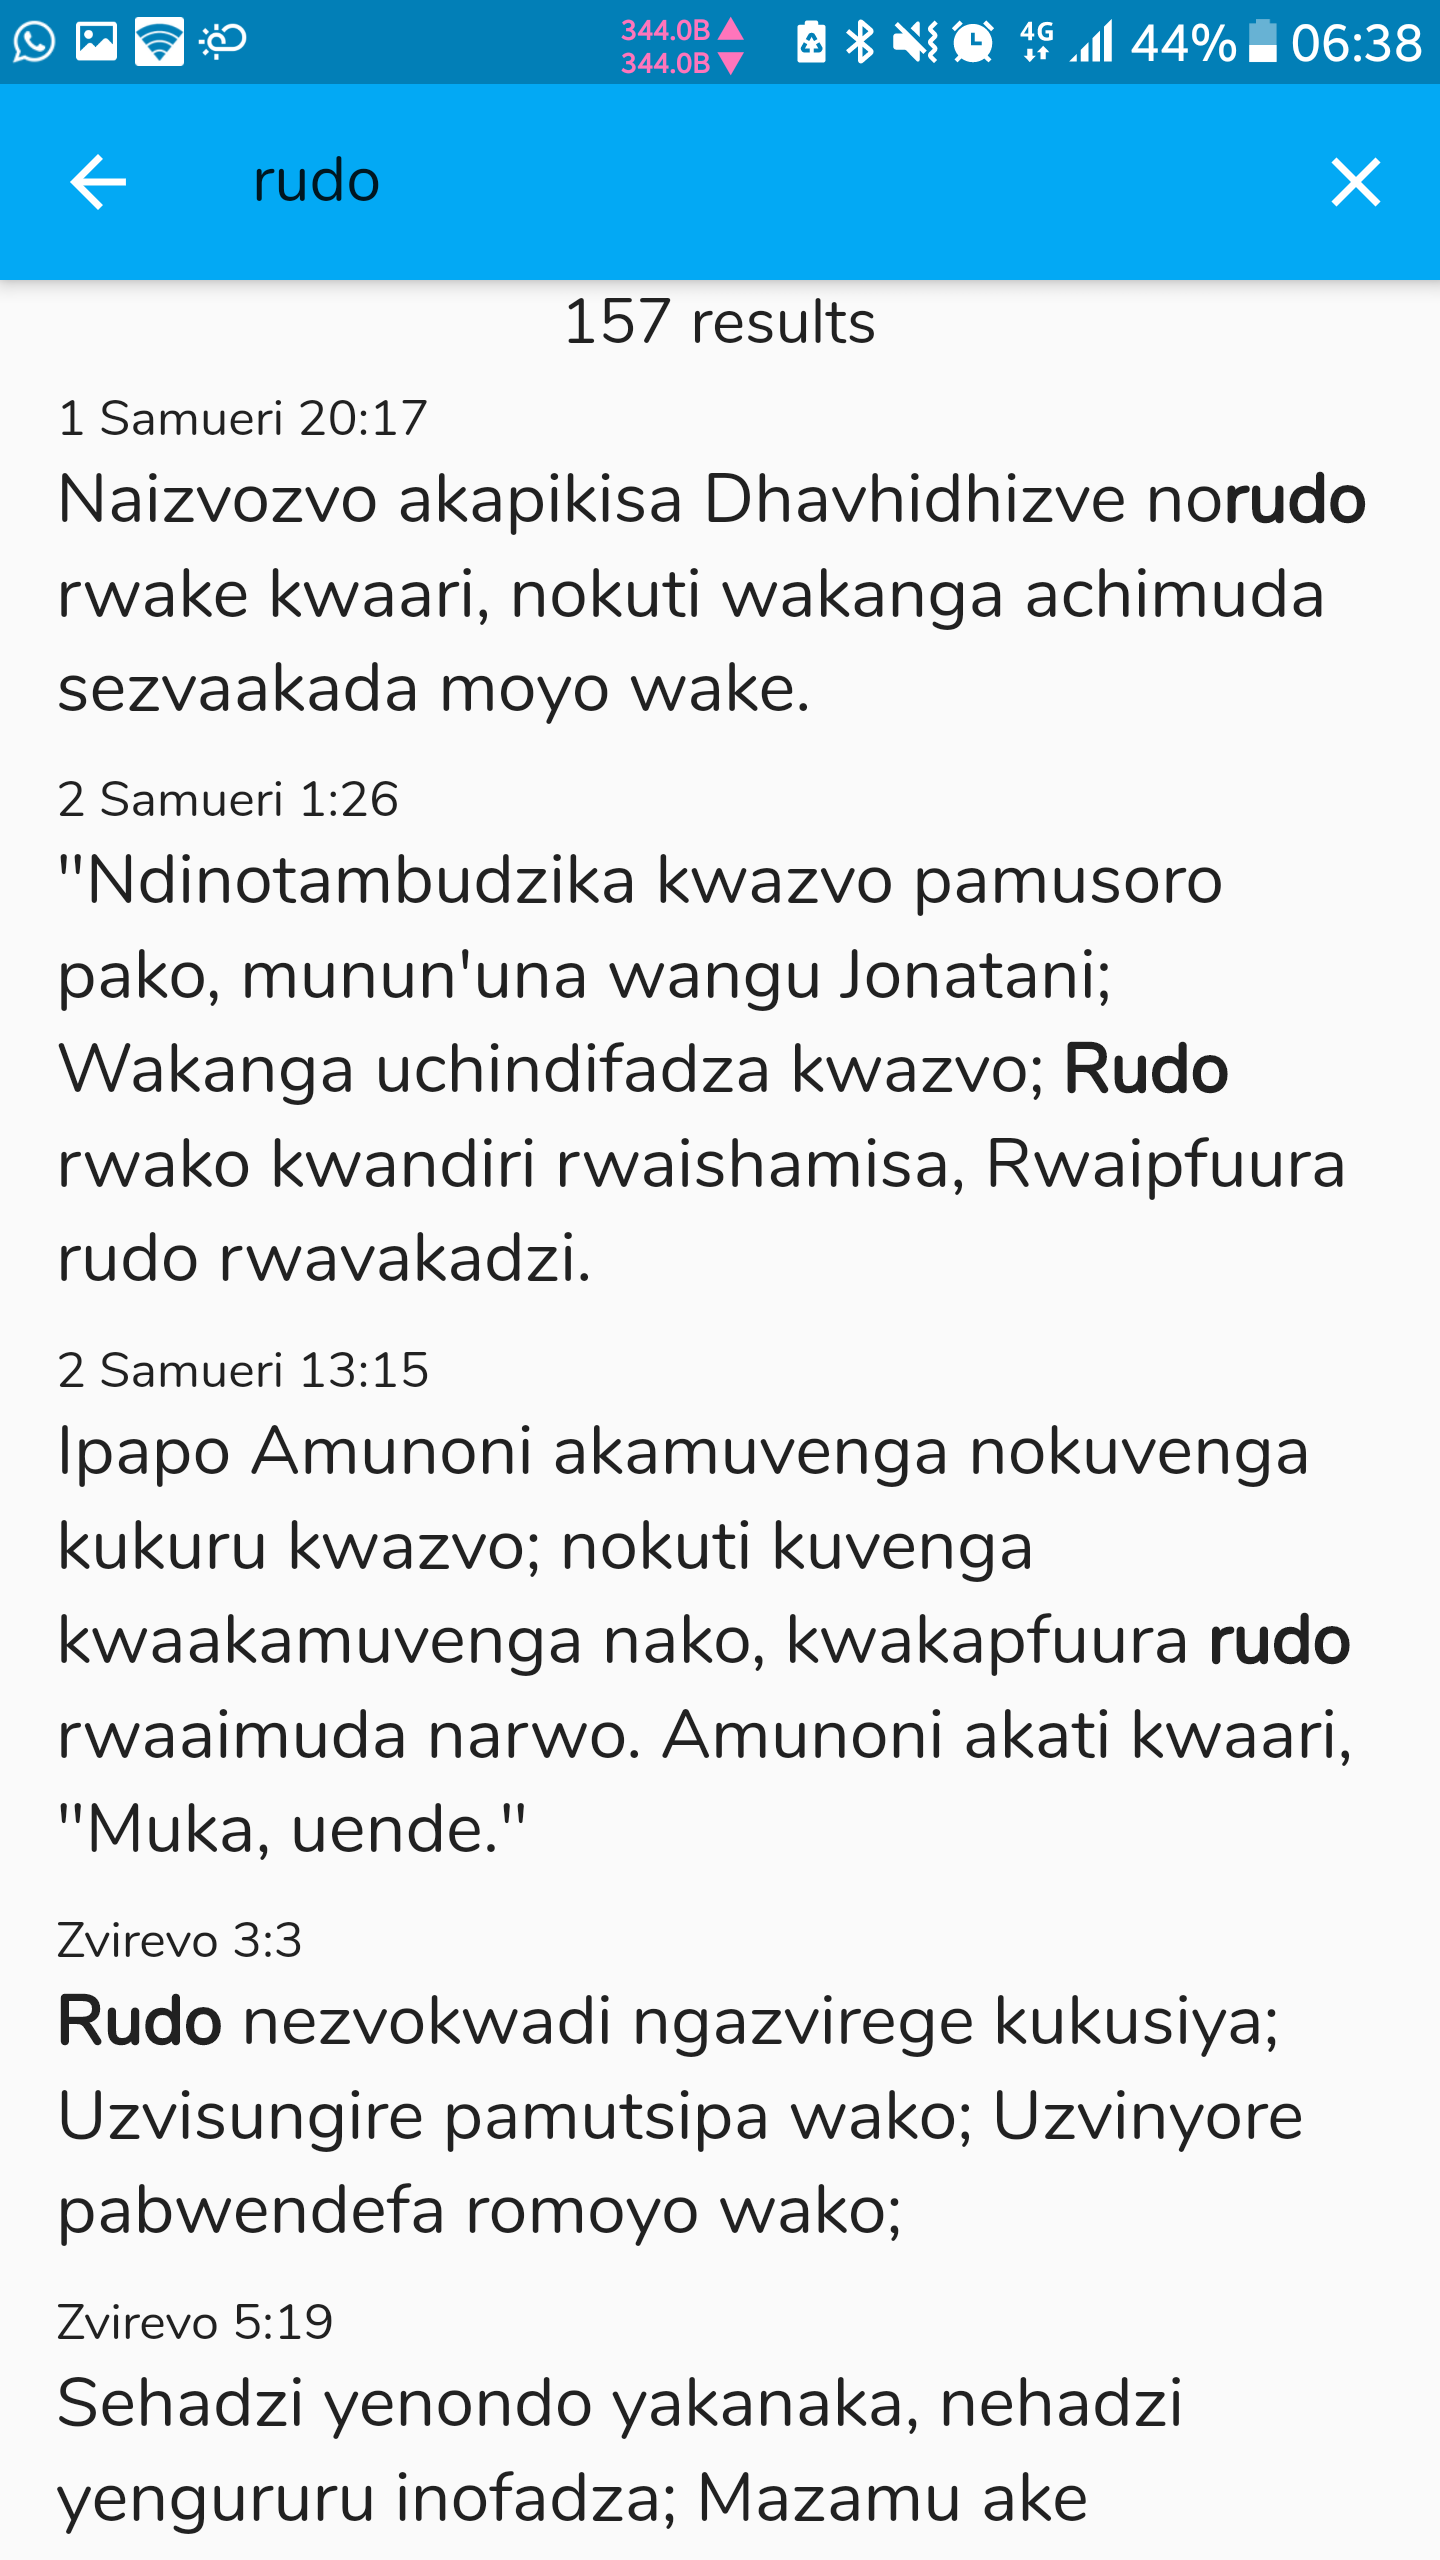 344.0B
344.0B
4G
44%
06:38
rudo
157 results
1 Samueri 20:17
Naizvozvo akapikisa Dhavhidhizve norudo
rwake kwaari, nokuti wakanga achimuda
sezvaakada moyo wake.
2 Samueri 1:26
"Ndinotambudzika kwazvo pamusoro
pako, munun'una wangu Jonatani;
Wakanga uchindifadza kwazvo; Rudo
rwako kwandiri rwaishamisa, Rwaipfuura
rudo rwavakadzi.
2 Samueri 13:15
Ipapo Amunoni akamuvenga nokuvenga
kukuru kwazvo; nokuti kuvenga
kwaakamuvenga nako, kwakapfuura rudo
rwaaimuda narwo. Amunoni akati kwaari,
"Muka, uende."
Zvirevo 3:3
Rudo nezvokwadi ngazvirege kukusiya;
Uzvisungire pamutsipa wako; Uzvinyore
pabwendefa romoyo wako;
Zvirevo 5:19
Sehadzi yenondo yakanaka, nehadzi
yengururu inofadza; Mazamu ake